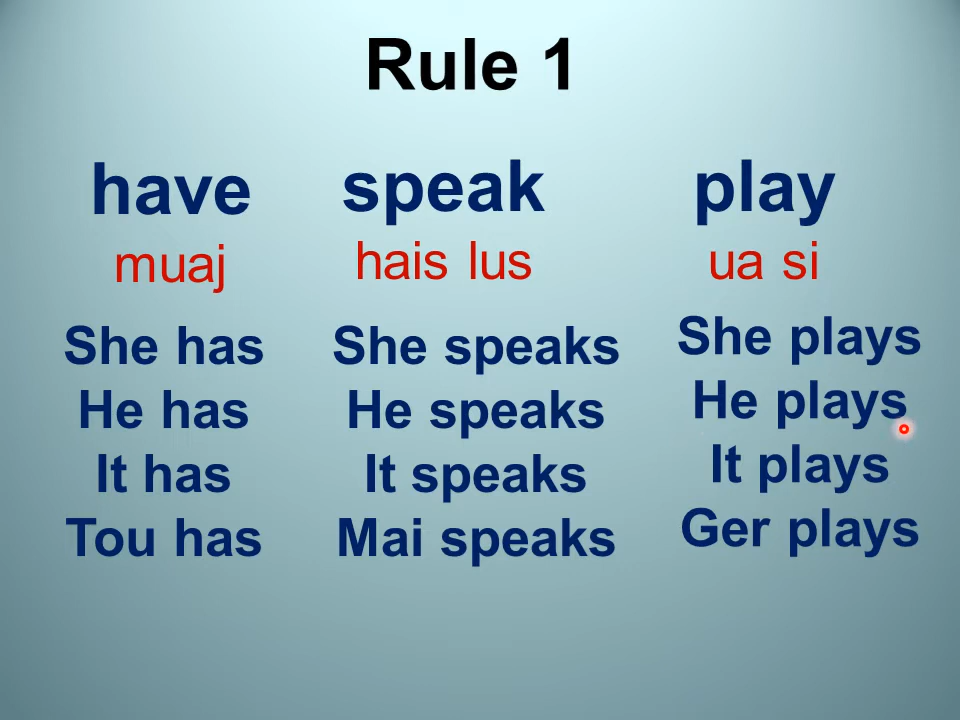 Rule 1
have
muaj
She has
He has
It has
Tou has
speak
hais lus
She speaks
He speaks
It speaks
Mai speaks
play
ua si
She plays
He plays
It plays
Ger plays